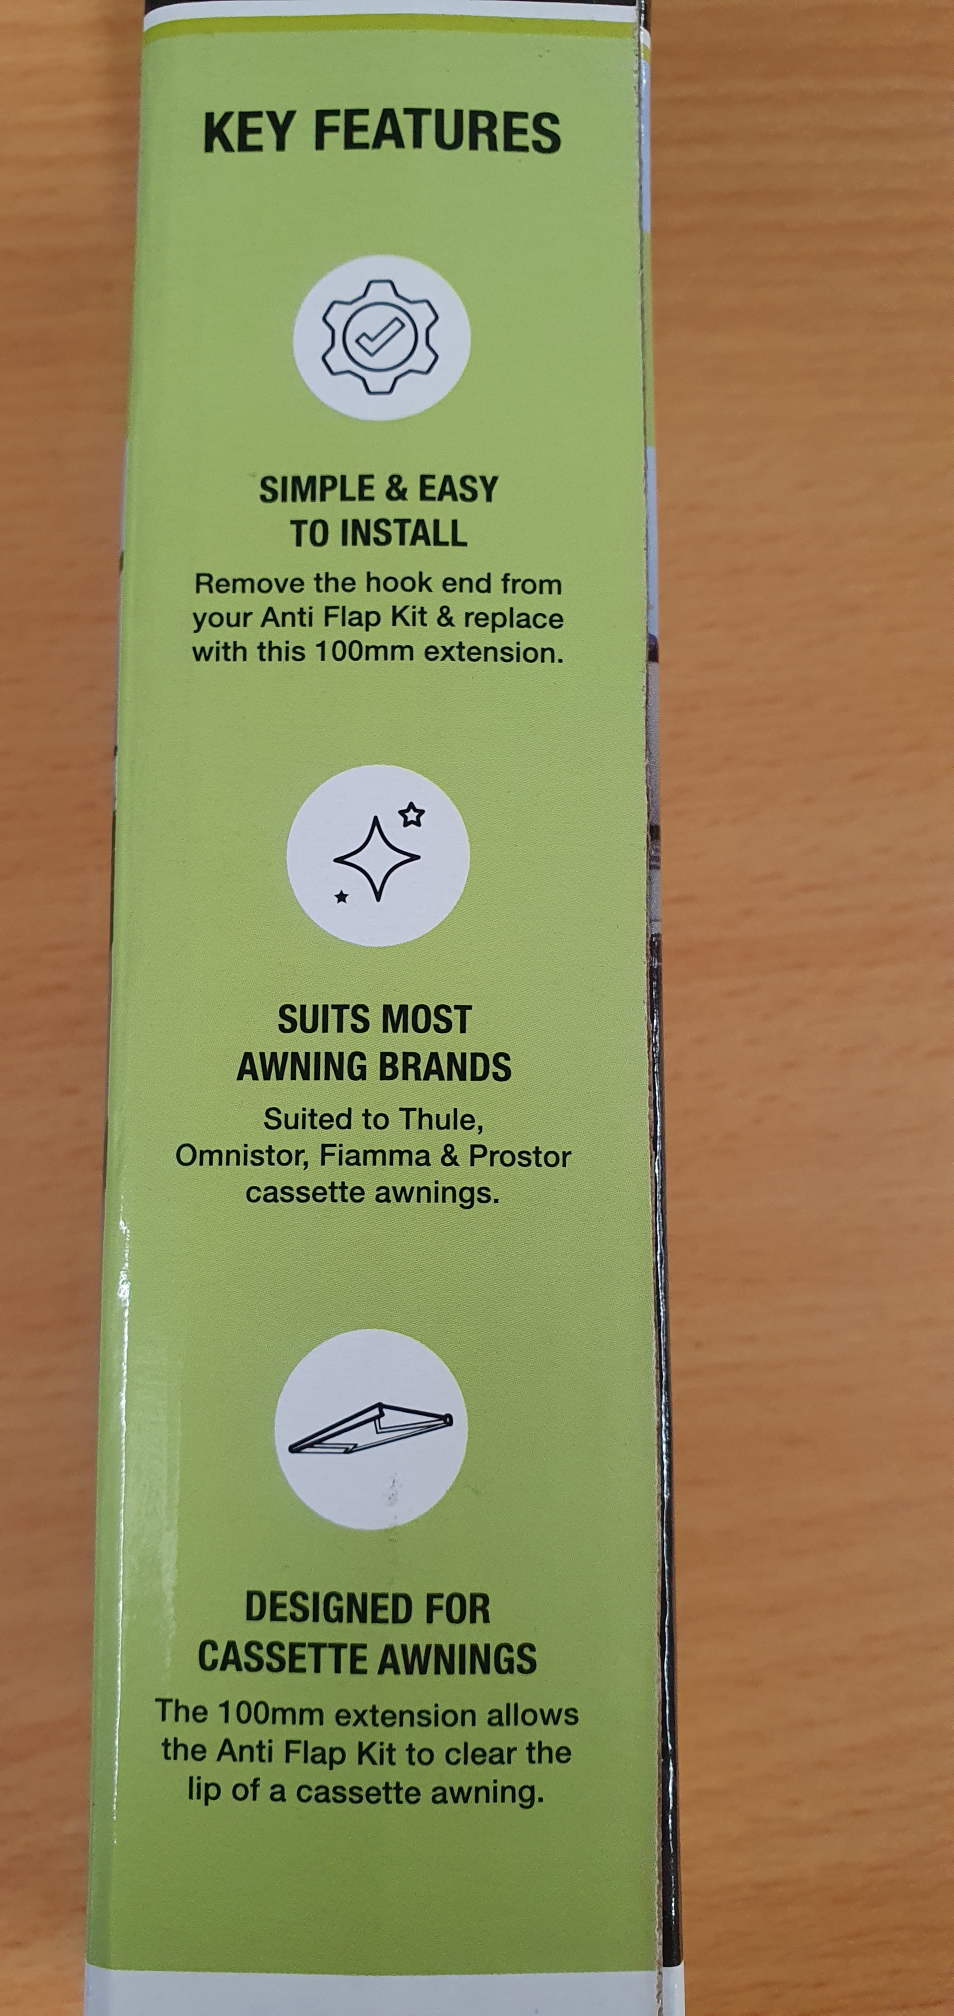 KEY FEATURES
SIMPLE & EASY
TO INSTALL
Remove the hook end from
your Anti Flap Kit & replace
with this 100mm extension.
SUITS MOST
AWNING BRANDS
Suited to Thule,
Omnistor, Fiamma & Prostor
cassette awnings.
DESIGNED FOR
CASSETTE AWNINGS
The 100mm extension allows
the Anti Flap Kit to clear the
lip of a cassette awning.